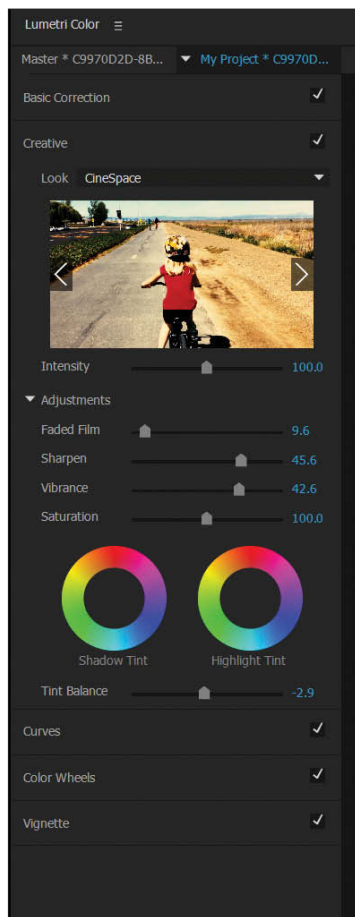 Lumetri Color
Master * C9970D2D-8B... My Project * C9970D...
Basic Correction
Creative
Look CineSpace
Intensity 100.0
Adjustments
Faded Film 9.6
Sharpen 45.6
Vibrance 42.6
Saturation 100.0
Shadow Tint Highlight Tint
Tint Balance -2.9
Curves
Color Wheels
Vignette